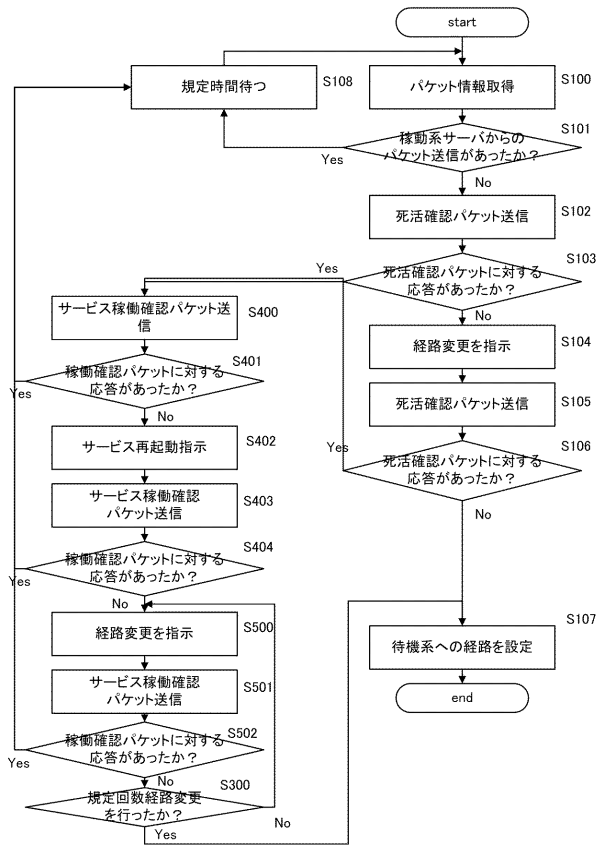 start
規定時間待つ
S108
パケット情報取得
S100
稼動系サーバからの
パケット送信があったか？
S101
Yes
No
死活確認パケット送信
S102
死活確認パケットに対する
応答があったか？
S103
Yes
No
経路変更を指示
S104
死活確認パケット送信
S105
死活確認パケットに対する
応答があったか？
S106
Yes
No
サービス稼働確認パケット送
信
S400
稼働確認パケットに対する
応答があったか？
S401
Yes
No
サービス再起動指示
S402
サービス稼働確認
パケット送信
S403
稼働確認パケットに対する
応答があったか？
S404
Yes
No
経路変更を指示
S500
サービス稼働確認
パケット送信
S501
稼働確認パケットに対する
応答があったか？
S502
Yes
No
規定回数経路変更
を行ったか？
S300
No
Yes
待機系への経路を設定
S107
end